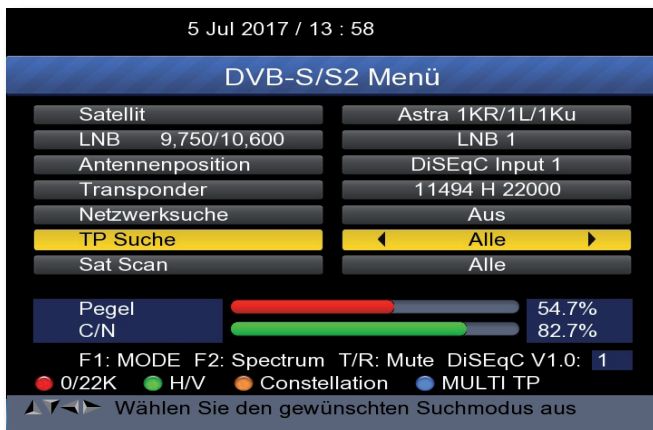 5 Jul 2017 / 13 : 58
DVB-S/S2 Menü
Satellit Astra 1KR/1L/1Ku
LNB 9,750/10,600 LNB 1
Antennenposition DiSEqC Input 1
Transponder 11494 H 22000
Netzwerksuche Aus
TP Suche Alle
Sat Scan Alle
Pegel 54.7%
C/N 82.7%
F1: MODE F2: Spectrum T/R: Mute DiSEqC V1.0: 1
0/22K H/V Constellation MULTI TP
Wählen Sie den gewünschten Suchmodus aus